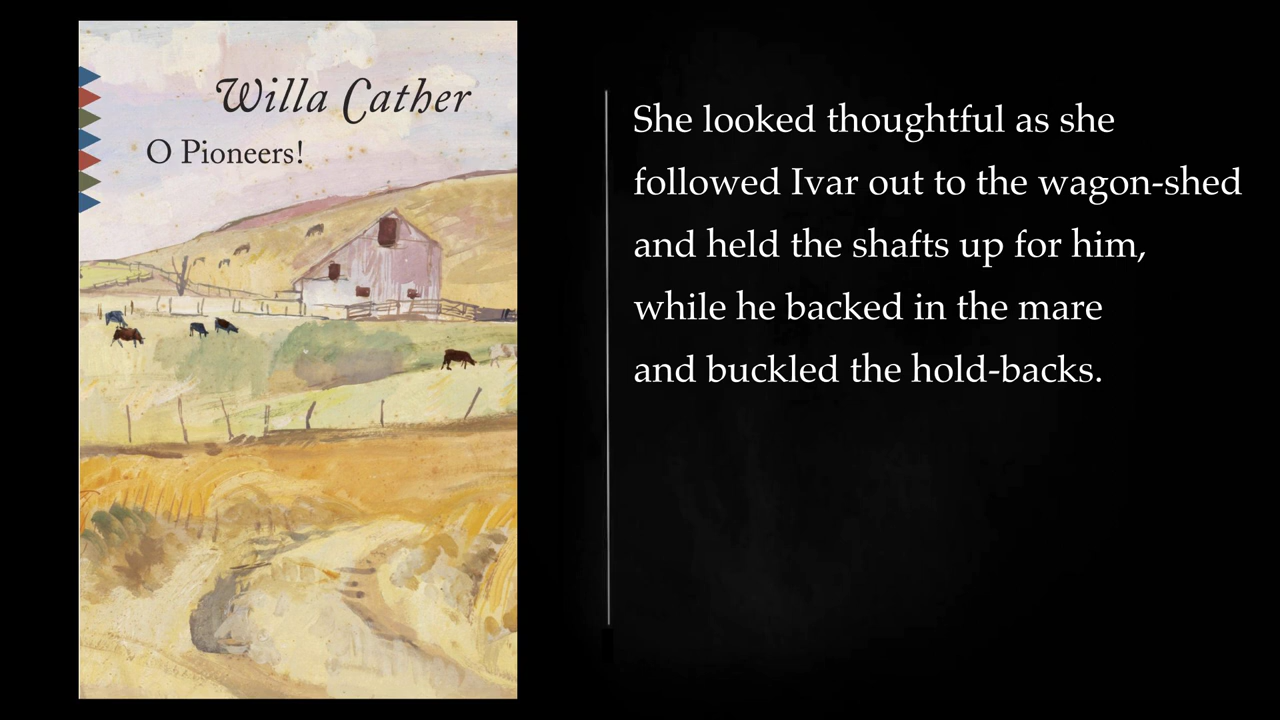 Willa Cather
O Pioneers!
She looked thoughtful as she
followed Ivar out to the wagon-shed
and held the shafts up for him,
while he backed in the mare
and buckled the hold-backs.